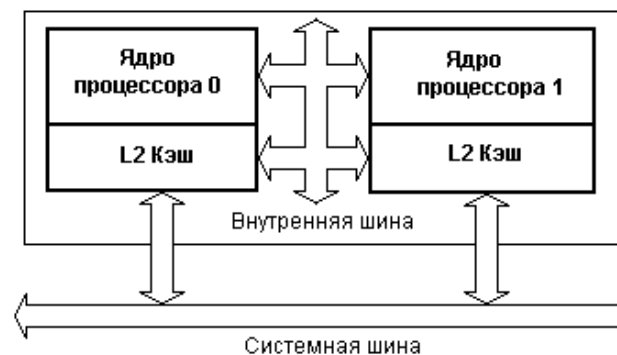 Ядро
процессора 0
Ядро
процессора 1
L2 Кэш
L2 Кэш
Внутренняя шина
Системная шина